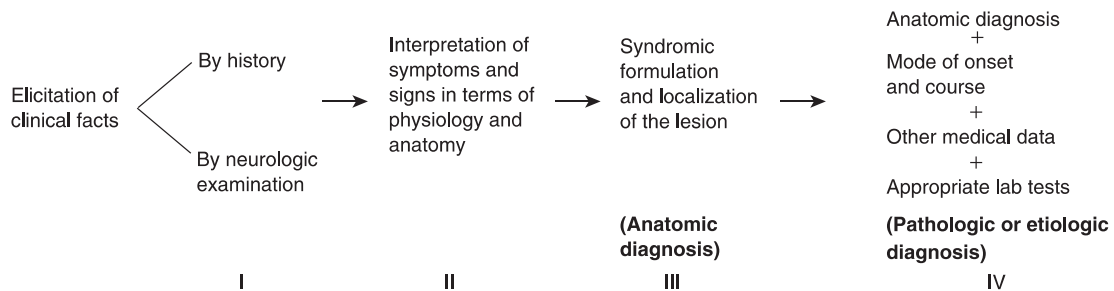 Elicitation of
clinical facts
By history
By neurologic
examination
I
Interpretation of
symptoms and
signs in terms of
physiology and
anatomy
II
Syndromic
formulation
and localization
of the lesion
(Anatomic
diagnosis)
III
Anatomic diagnosis
+
Mode of onset
and course
+
Other medical data
+
Appropriate lab tests
(Pathologic or etiologic
diagnosis)
IV